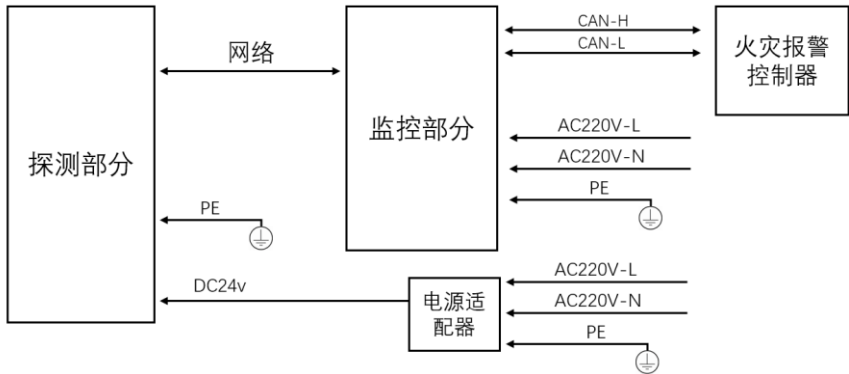 CAN-H
网络
CAN-L
火灾报警
控制器
监控部分
AC220V-L
探测部分
AC220V-N
PE
PE
AC220V-L
DC24v
电源适
配器
AC220V-N
PE